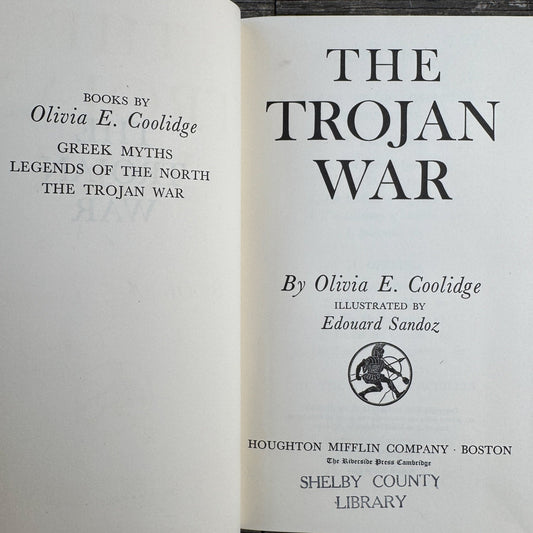 BOOKS BY
Olivia E. Coolidge
GREEK MYTHS
LEGENDS OF THE NORTH
THE TROJAN WAR
THE
TROJAN
WAR
By Olivia E. Coolidge
ILLUSTRATED BY
Edouard Sandoz
HOUGHTON MIFFLIN COMPANY · BOSTON
The Riverside Press Cambridge
SHELBY COUNTY
LIBRARY